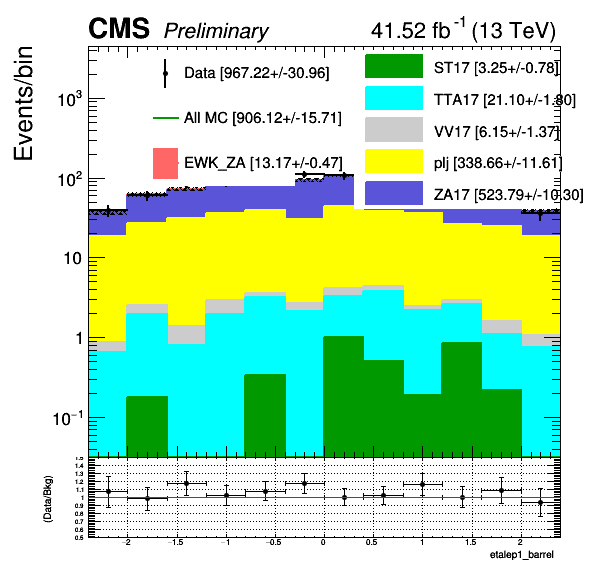 CMS Preliminary 41.52 fb⁻¹ (13 TeV)
Events/bin
10³
10²
10
1
10⁻¹
Data [967.22+/-30.96]
All MC [906.12+/-15.71]
EWK_ZA [13.17+/-0.47]
ST17 [3.25+/-0.78]
TTA17 [21.10+/-1.80]
VV17 [6.15+/-1.37]
plj [338.66+/-11.61]
ZA17 [523.79+/-10.30]
(Data/Bkg)
1.5
1.4
1.3
1.2
1.1
1
0.9
0.8
0.7
0.6
0.5
−2 −1.5 −1 −0.5 0 0.5 1 1.5 2
etalep1_barrel